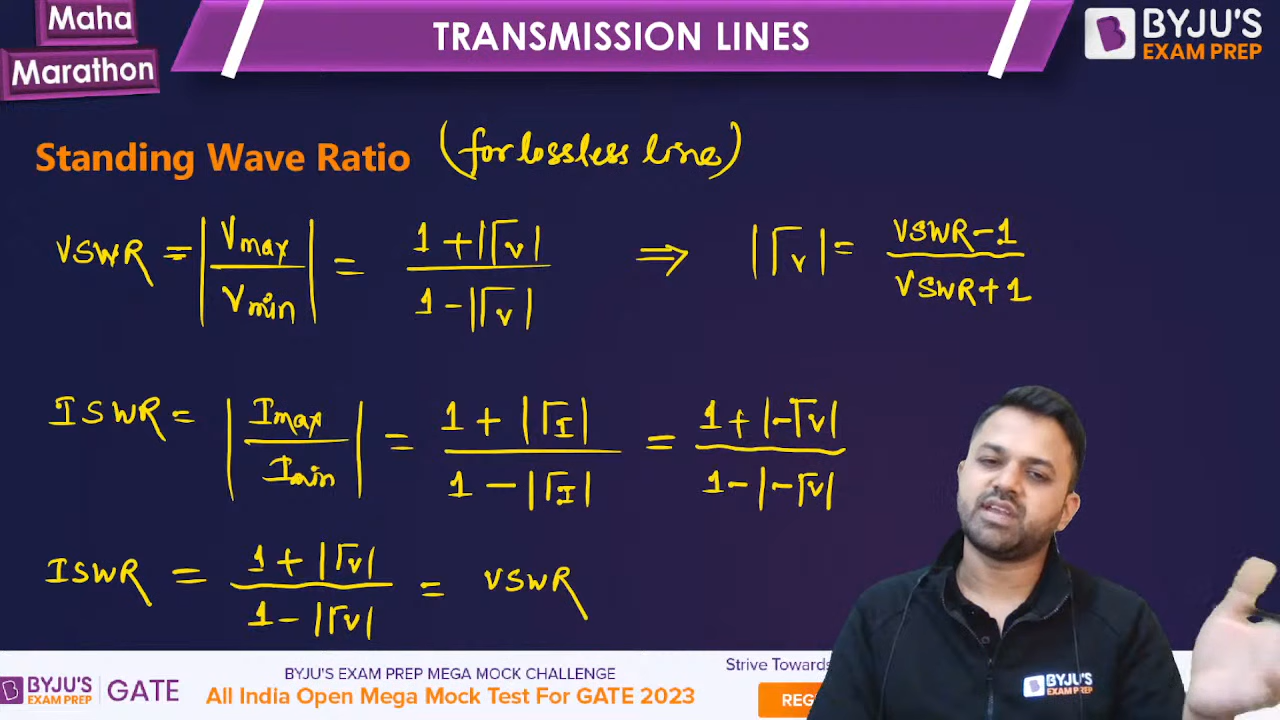 Maha
Marathon
TRANSMISSION LINES
BYJU'S
EXAM PREP
Standing Wave Ratio (for lossless line)
VSWR = |Vmax/Vmin| = (1+|Γv|)/(1-|Γv|) ⇒ |Γv| = (VSWR-1)/(VSWR+1)
ISWR = |Imax/Imin| = (1+|ΓI|)/(1-|ΓI|) = (1+|-Γv|)/(1-|-Γv|)
ISWR = (1+|Γv|)/(1-|Γv|) = VSWR
BYJU'S
EXAM PREP
BYJU'S
EXAM PREP
GATE
BYJU'S EXAM PREP MEGA MOCK CHALLENGE
All India Open Mega Mock Test For GATE 2023
Strive Towards
REG